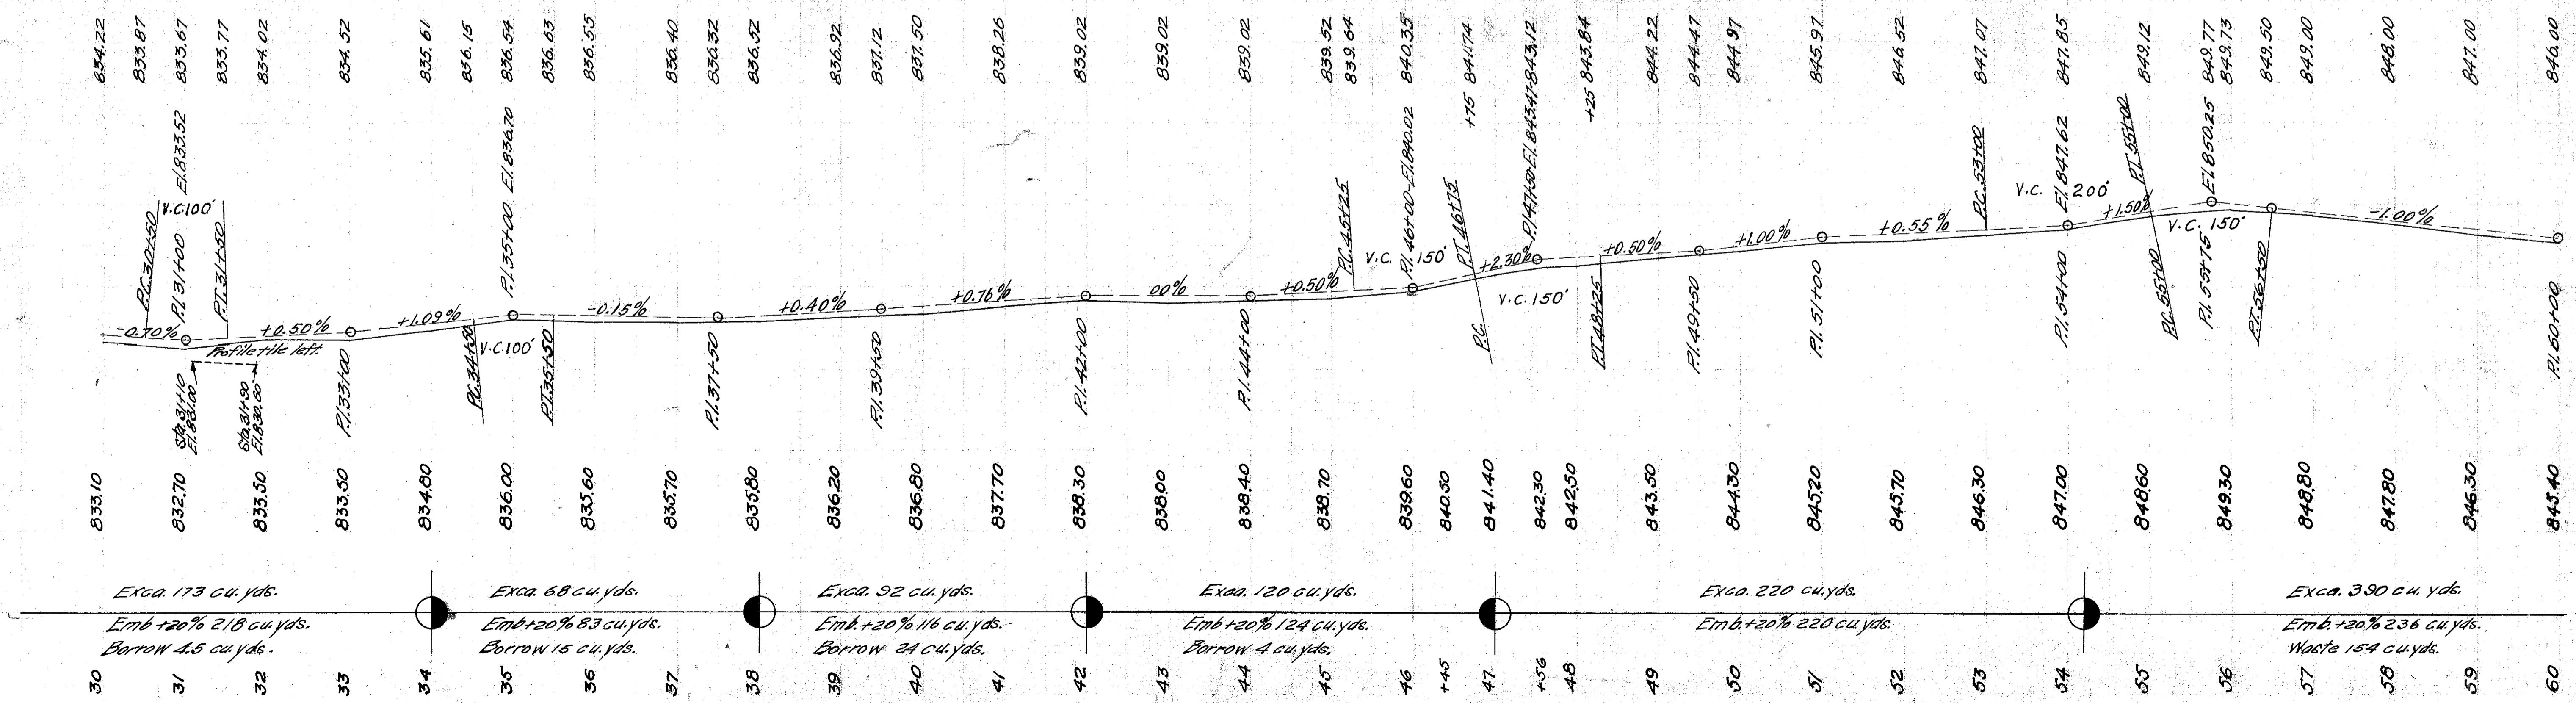 634.22 833.87 833.67 833.77 834.02 834.52 835.61 836.15 836.54 836.63 836.55 836.40 836.32 836.52 836.92 837.12 837.50 838.26 839.02 839.02 839.02 839.52 839.64 840.35 841.74 843.12 843.84 844.22 844.47 844.97 845.97 846.52 847.07 847.85 849.12 849.77 849.73 849.50 849.00 848.00 847.00 846.00
+75 +25
V.C.100'
P.C.30+50
P.I.31+00 El.833.52
P.T.31+50
-0.70%
+0.50%
Profile tile left
Sta.31+10
El.831.00
Sta.31+90
El.830.60
P.I.33+00
+1.09%
P.C.34+50
V.C.100'
P.I.35+00 El.836.70
P.T.35+50
-0.15%
P.I.37+50
+0.40%
P.I.39+50
+0.76%
P.I.42+00
00%
P.I.44+00
+0.50%
P.C.45+25
V.C. 150'
P.I.46+00-El.840.02
P.T.46+75
+2.30%
P.C.
V.C.150'
P.I.47+50-El.843.47
P.T.48+25
+0.50%
P.I.49+50
+1.00%
P.I.51+00
+0.55%
P.C.53+00
V.C. 200'
P.I.54+00
El.847.62
+1.50%
P.T.55+00
P.C.55+00
V.C. 150'
P.I.55+75
El.850.25
P.T.56+50
-1.00%
P.I.60+00
833.10 832.70 833.50 833.50 834.80 836.00 835.60 835.70 835.80 836.20 836.80 837.70 838.30 838.00 838.40 838.70 839.60 840.50 841.40 842.30 842.50 843.50 844.30 845.20 845.70 846.30 847.00 848.60 849.30 848.80 847.80 846.30 845.40
Exca. 173 cu.yds.
Emb+20% 218 cu.yds.
Borrow 45 cu.yds.
Exca. 68 cu.yds.
Emb+20% 83 cu.yds.
Borrow 15 cu.yds.
Exca. 92 cu.yds.
Emb.+20% 116 cu.yds.
Borrow 24 cu.yds.
Exca. 120 cu.yds.
Emb+20% 124 cu.yds.
Borrow 4 cu.yds.
Exca. 220 cu.yds.
Emb.+20% 220 cu.yds.
Exca. 390 cu. yds.
Emb.+20% 236 cu.yds.
Waste 154 cu.yds.
30 31 32 33 34 35 36 37 38 39 40 41 42 43 44 45 46 +45 47 +56 48 49 50 51 52 53 54 55 56 57 58 59 60